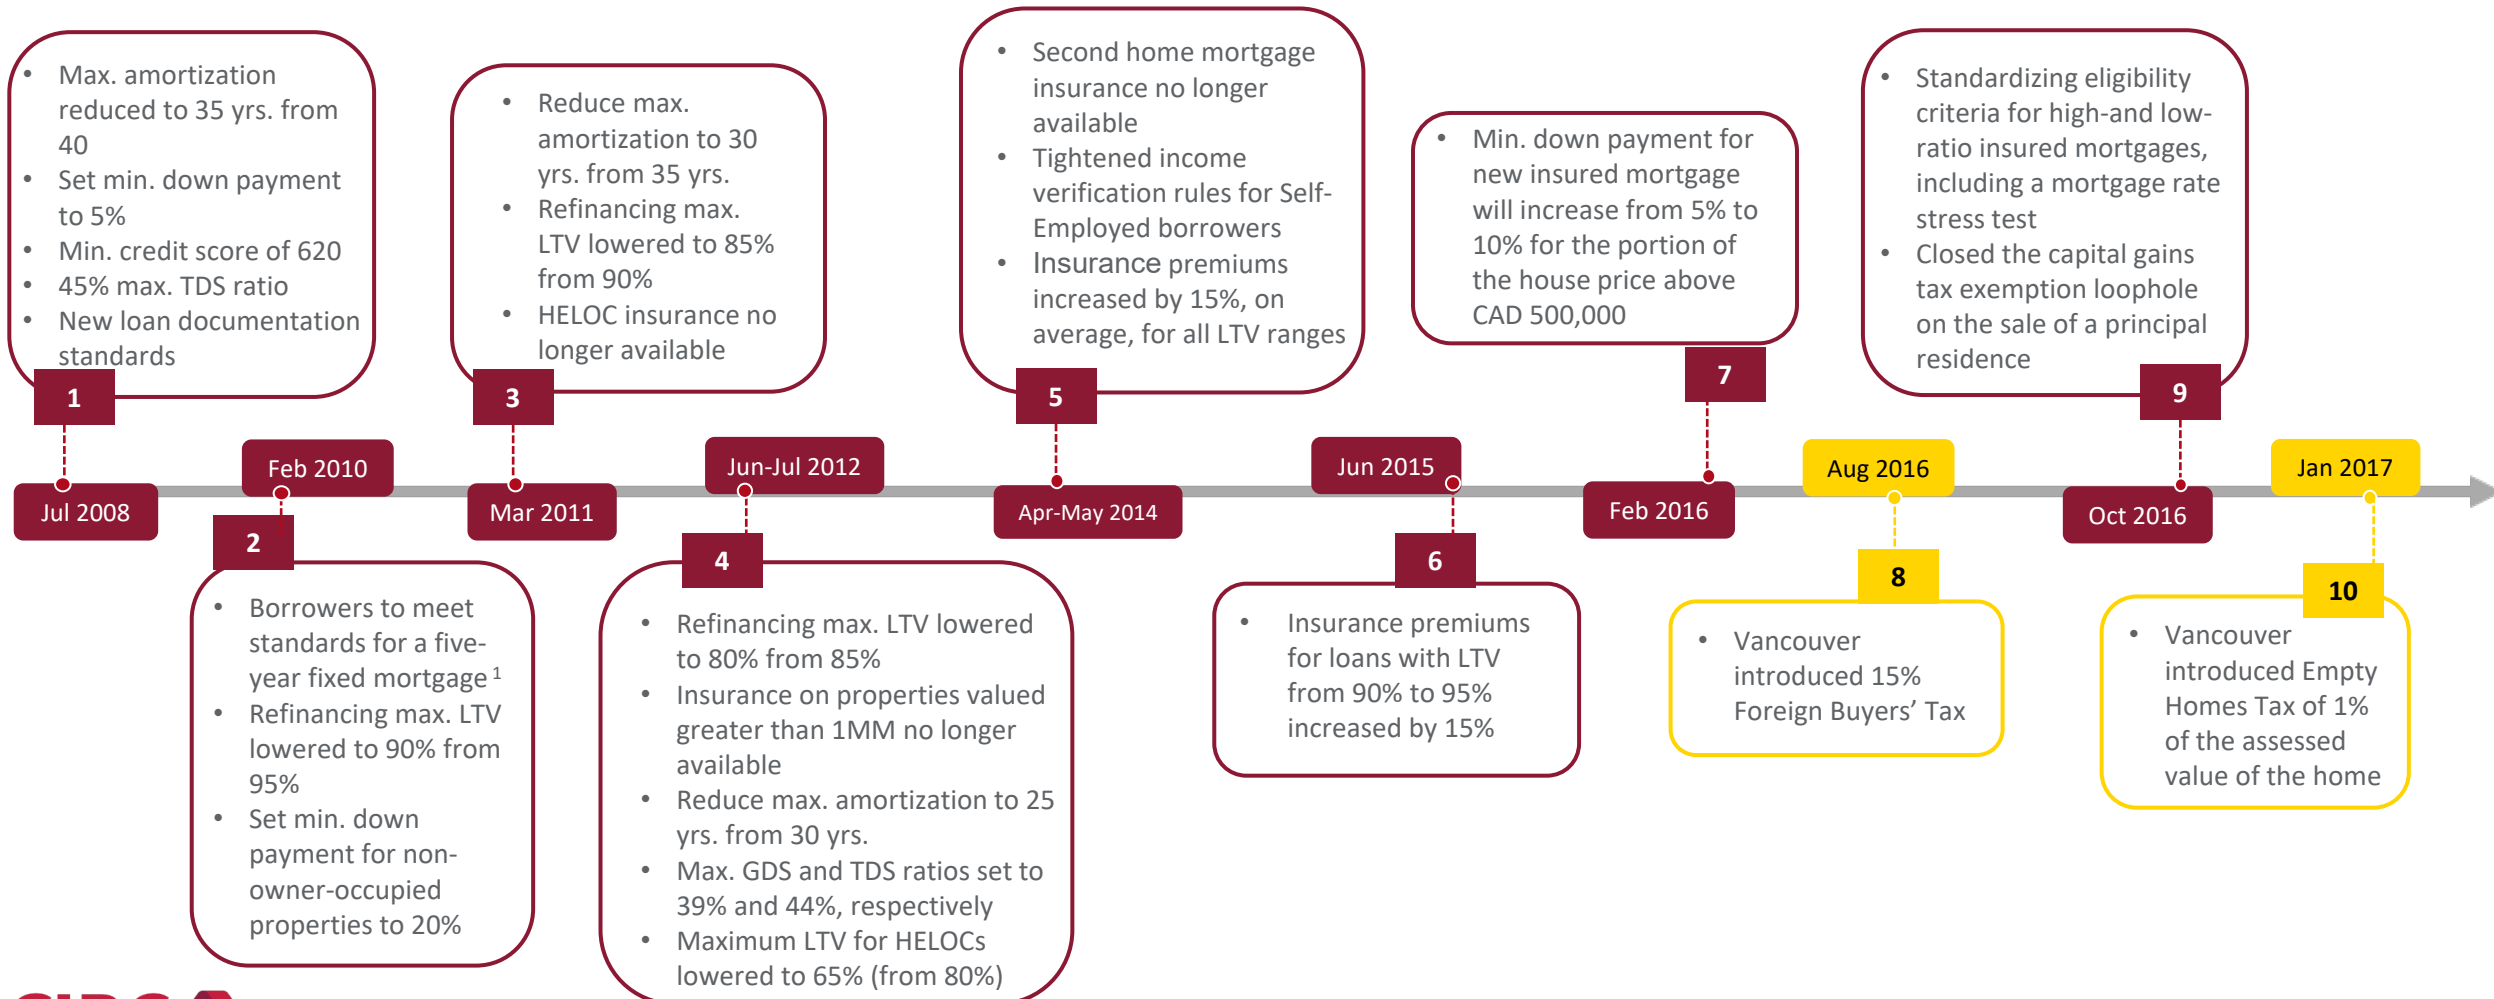 • Max. amortization
reduced to 35 yrs. from
40
• Set min. down payment
to 5%
• Min. credit score of 620
• 45% max. TDS ratio
• New loan documentation
standards
1
Jul 2008
Feb 2010
2
• Borrowers to meet
standards for a five-
year fixed mortgage 1
• Refinancing max. LTV
lowered to 90% from
95%
• Set min. down
payment for non-
owner-occupied
properties to 20%
• Reduce max.
amortization to 30
yrs. from 35 yrs.
• Refinancing max.
LTV lowered to 85%
from 90%
• HELOC insurance no
longer available
3
Mar 2011
Jun-Jul 2012
4
• Refinancing max. LTV lowered
to 80% from 85%
• Insurance on properties valued
greater than 1MM no longer
available
• Reduce max. amortization to 25
yrs. from 30 yrs.
• Max. GDS and TDS ratios set to
39% and 44%, respectively
• Maximum LTV for HELOCs
lowered to 65% (from 80%)
• Second home mortgage
insurance no longer
available
• Tightened income
verification rules for Self-
Employed borrowers
• Insurance premiums
increased by 15%, on
average, for all LTV ranges
5
Apr-May 2014
Jun 2015
6
• Insurance premiums
for loans with LTV
from 90% to 95%
increased by 15%
• Min. down payment for
new insured mortgage
will increase from 5% to
10% for the portion of
the house price above
CAD 500,000
7
Feb 2016
Aug 2016
8
• Vancouver
introduced 15%
Foreign Buyers’ Tax
• Standardizing eligibility
criteria for high-and low-
ratio insured mortgages,
including a mortgage rate
stress test
• Closed the capital gains
tax exemption loophole
on the sale of a principal
residence
9
Oct 2016
Jan 2017
10
• Vancouver
introduced Empty
Homes Tax of 1%
of the assessed
value of the home